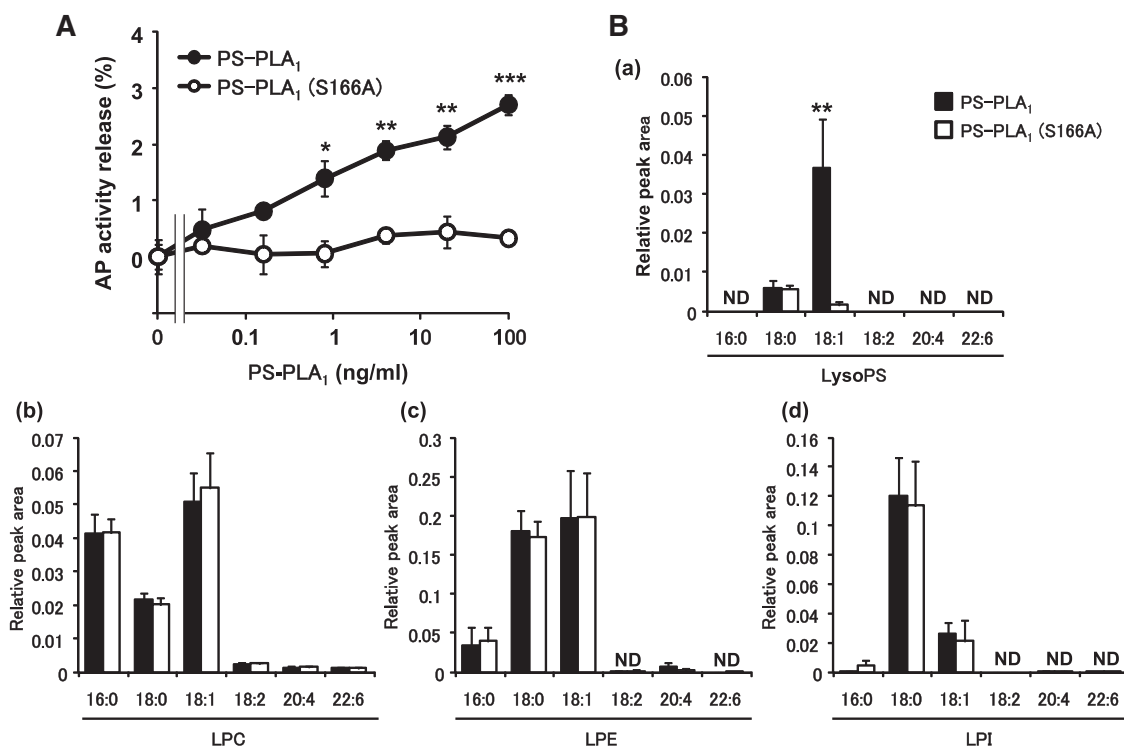 A
PS-PLA₁
PS-PLA₁ (S166A)
AP activity release (%)
4
3
2
1
0
*
**
**
***
0 0.1 1 10 100
PS-PLA₁ (ng/ml)
B
(a)
PS-PLA₁
PS-PLA₁ (S166A)
Relative peak area
0.06
0.05
0.04
0.03
0.02
0.01
0
**
ND ND ND ND
16:0 18:0 18:1 18:2 20:4 22:6
LysoPS
(b)
Relative peak area
0.07
0.06
0.05
0.04
0.03
0.02
0.01
0
16:0 18:0 18:1 18:2 20:4 22:6
LPC
(c)
Relative peak area
0.3
0.25
0.2
0.15
0.1
0.05
0
ND ND
16:0 18:0 18:1 18:2 20:4 22:6
LPE
(d)
Relative peak area
0.16
0.14
0.12
0.1
0.08
0.06
0.04
0.02
0
ND ND ND
16:0 18:0 18:1 18:2 20:4 22:6
LPI